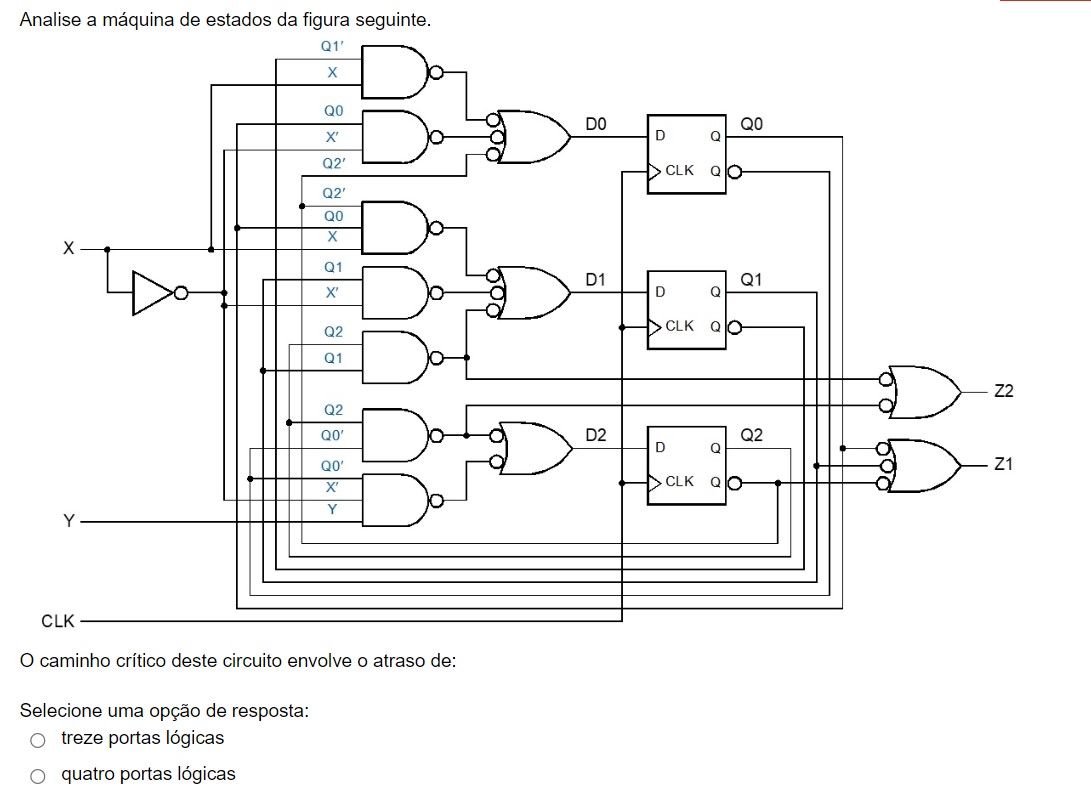 Analise a máquina de estados da figura seguinte.
Q1′
X
Q0
X′
Q2′
D0
D Q
CLK Q
Q0
Q2′
Q0
X
X
Q1
X′
D1
D Q
CLK Q
Q1
Q2
Q1
Z2
Q2
Q0′
D2
D Q
CLK Q
Q2
Z1
Q0′
X′
Y
Y
CLK
O caminho crítico deste circuito envolve o atraso de:
Selecione uma opção de resposta:
treze portas lógicas
quatro portas lógicas